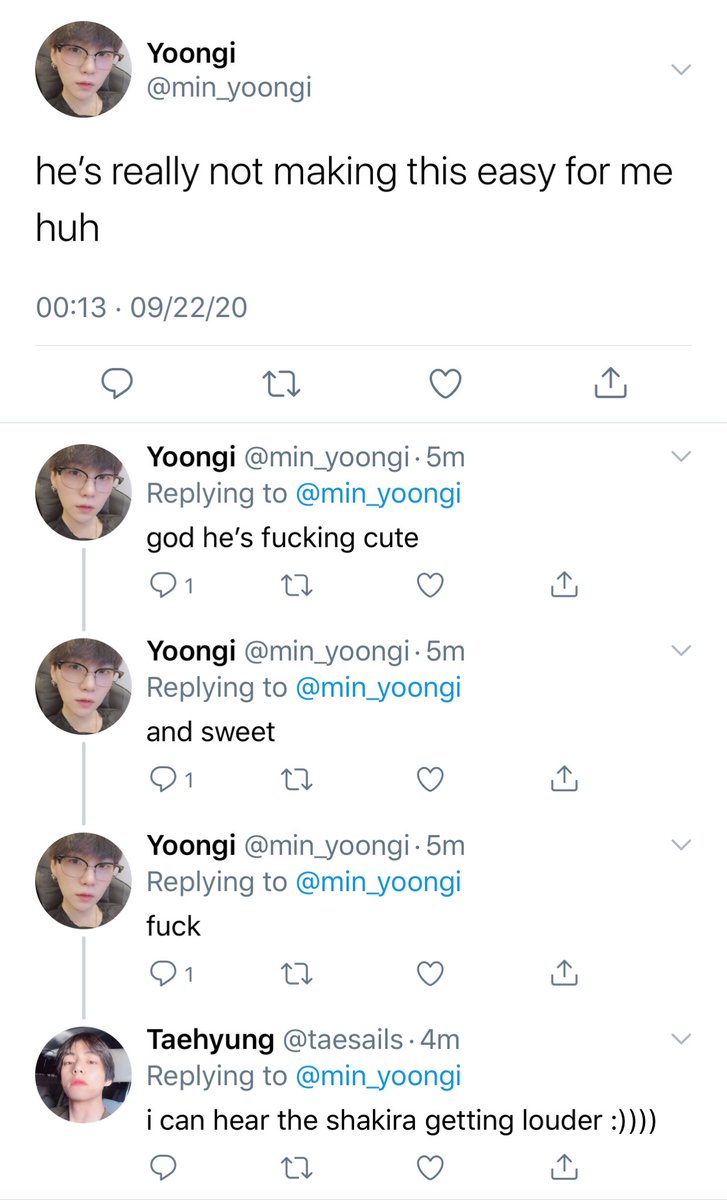 Yoongi
@min_yoongi
he's really not making this easy for me
huh
00:13 · 09/22/20
Yoongi @min_yoongi · 5m
Replying to @min_yoongi
god he's fucking cute
1
Yoongi @min_yoongi · 5m
Replying to @min_yoongi
and sweet
1
Yoongi @min_yoongi · 5m
Replying to @min_yoongi
fuck
1
Taehyung @taesails · 4m
Replying to @min_yoongi
i can hear the shakira getting louder :))))